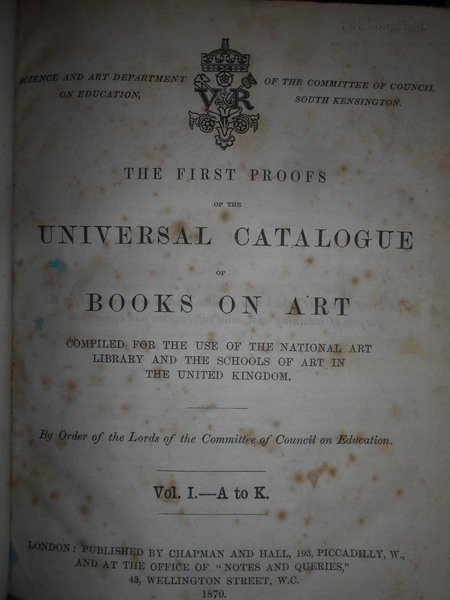 SCIENCE AND ART DEPARTMENT OF THE COMMITTEE OF COUNCIL
ON EDUCATION, SOUTH KENSINGTON.
V R
THE FIRST PROOFS
OF THE
UNIVERSAL CATALOGUE
OF
BOOKS ON ART
COMPILED FOR THE USE OF THE NATIONAL ART
LIBRARY AND THE SCHOOLS OF ART IN
THE UNITED KINGDOM.
By Order of the Lords of the Committee of Council on Education.
Vol. I.—A to K.
LONDON: PUBLISHED BY CHAPMAN AND HALL, 193, PICCADILLY, W.,
AND AT THE OFFICE OF "NOTES AND QUERIES,"
43, WELLINGTON STREET, W.C.
1870.